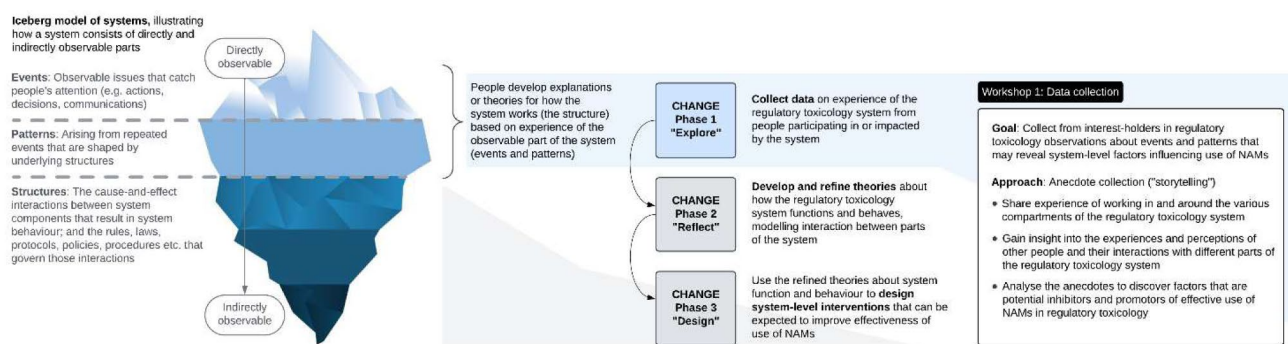 Iceberg model of systems, illustrating
how a system consists of directly and
indirectly observable parts
Events: Observable issues that catch
people's attention (e.g. actions,
decisions, communications)
Patterns: Arising from repeated
events that are shaped by
underlying structures
Structures: The cause-and-effect
interactions between system
components that result in system
behaviour; and the rules, laws,
protocols, policies, procedures etc. that
govern those interactions
Directly
observable
Indirectly
observable
People develop explanations
or theories for how the
system works (the structure)
based on experience of the
observable part of the system
(events and patterns)
CHANGE
Phase 1
"Explore"
Collect data on experience of the
regulatory toxicology system from
people participating in or impacted
by the system
CHANGE
Phase 2
"Reflect"
Develop and refine theories about
how the regulatory toxicology
system functions and behaves,
modelling interaction between parts
of the system
CHANGE
Phase 3
"Design"
Use the refined theories about system
function and behaviour to design
system-level interventions that can be
expected to improve effectiveness of
use of NAMs
Workshop 1: Data collection
Goal: Collect from interest-holders in regulatory
toxicology observations about events and patterns that
may reveal system-level factors influencing use of NAMs
Approach: Anecdote collection ("storytelling")
• Share experience of working in and around the various
compartments of the regulatory toxicology system
• Gain insight into the experiences and perceptions of
other people and their interactions with different parts of
the regulatory toxicology system
• Analyse the anecdotes to discover factors that are
potential inhibitors and promotors of effective use of
NAMs in regulatory toxicology